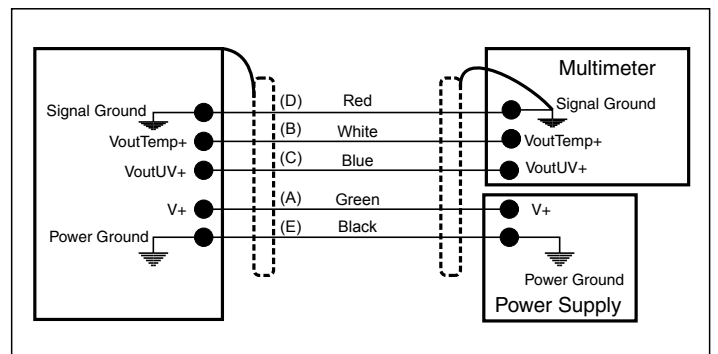 Multimeter
Signal Ground (D) Red Signal Ground
VoutTemp+ (B) White VoutTemp+
VoutUV+ (C) Blue VoutUV+
V+ (A) Green V+
Power Ground (E) Black
Power Ground
Power Supply